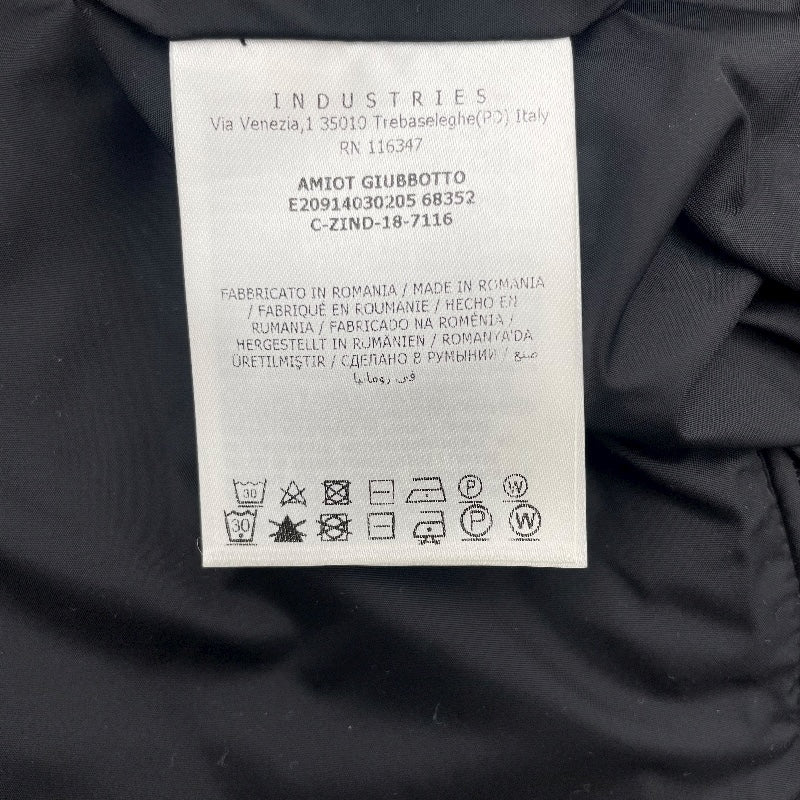 INDUSTRIES
Via Venezia,1 35010 Trebaseleghe(PD) Italy
RN 116347
AMIOT GIUBBOTTO
E20914030205 68352
C-ZIND-18-7116
FABBRICATO IN ROMANIA / MADE IN ROMANIA
/ FABRIQUÉ EN ROUMANIE / HECHO EN
RUMANIA / FABRICADO NA ROMÉNIA /
HERGESTELLT IN RUMÄNIEN / ROMANYA'DA
ÜRETILMIŞTIR / СДЕЛАНО В РУМЫНИИ / صنع
في رومانيا
30 P W
30 P W